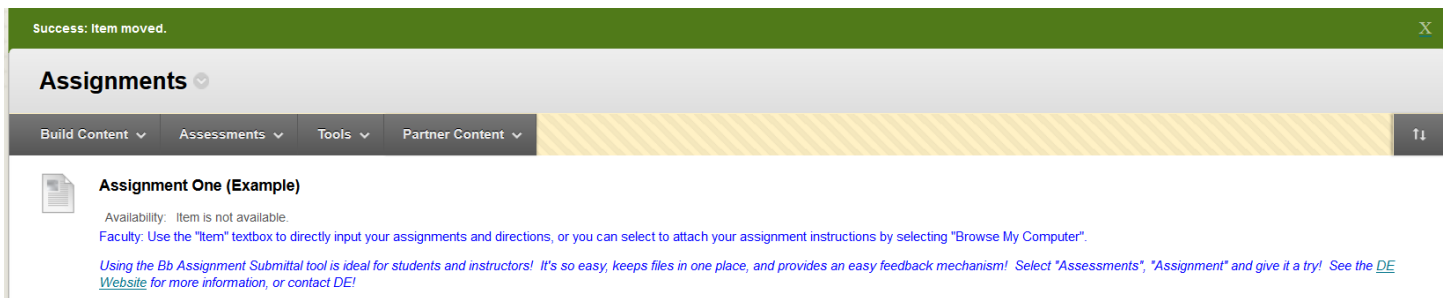 Success: Item moved.
X
Assignments
Build Content Assessments Tools Partner Content
Assignment One (Example)
Availability: Item is not available.
Faculty: Use the "Item" textbox to directly input your assignments and directions, or you can select to attach your assignment instructions by selecting "Browse My Computer".
Using the Bb Assignment Submittal tool is ideal for students and instructors! It's so easy, keeps files in one place, and provides an easy feedback mechanism! Select "Assessments", "Assignment" and give it a try! See the DE
Website for more information, or contact DE!